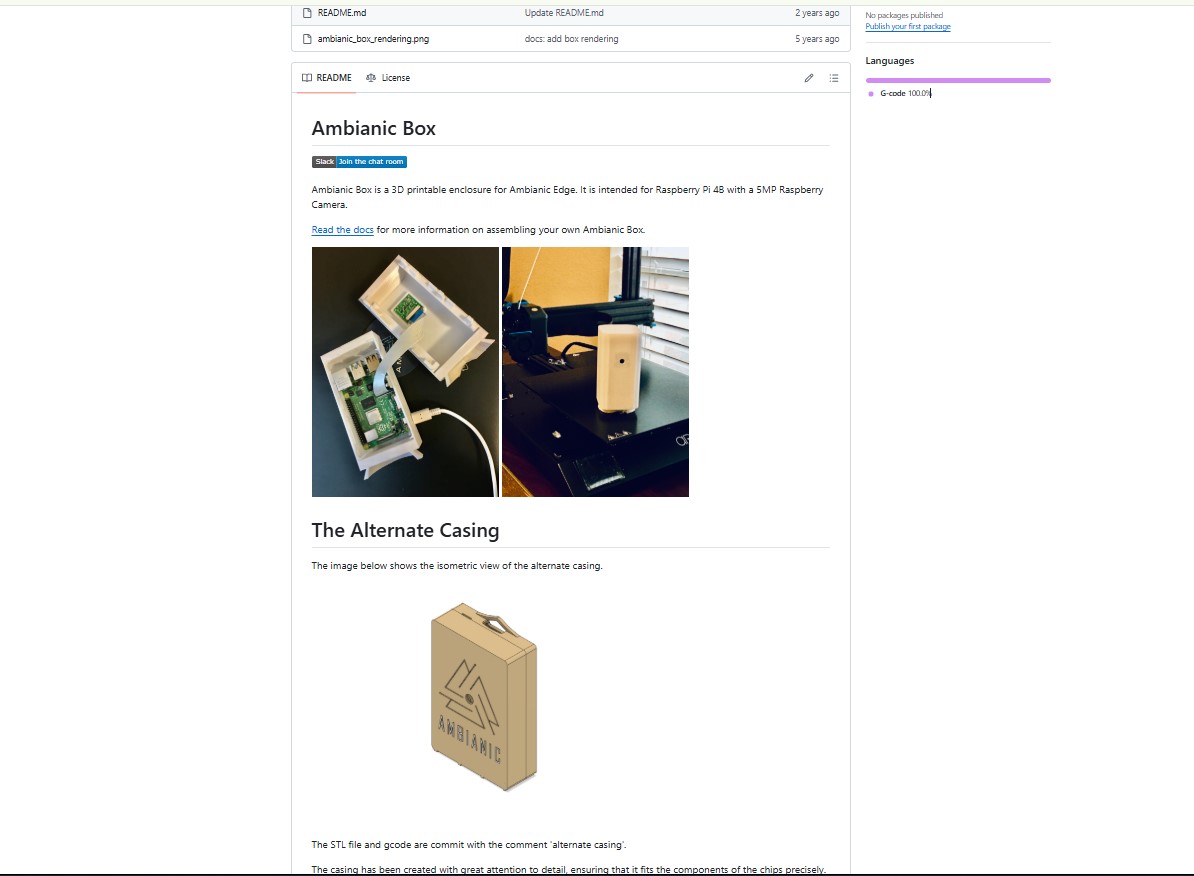 README.md Update README.md 2 years ago
ambianic_box_rendering.png docs: add box rendering 5 years ago
No packages published
Publish your first package
Languages
G-code 100.0%
README License
Ambianic Box
Slack Join the chat room
Ambianic Box is a 3D printable enclosure for Ambianic Edge. It is intended for Raspberry Pi 4B with a 5MP Raspberry
Camera.
Read the docs for more information on assembling your own Ambianic Box.
The Alternate Casing
The image below shows the isometric view of the alternate casing.
AMBIANIC
The STL file and gcode are commit with the comment 'alternate casing'.
The casing has been created with great attention to detail, ensuring that it fits the components of the chips precisely.